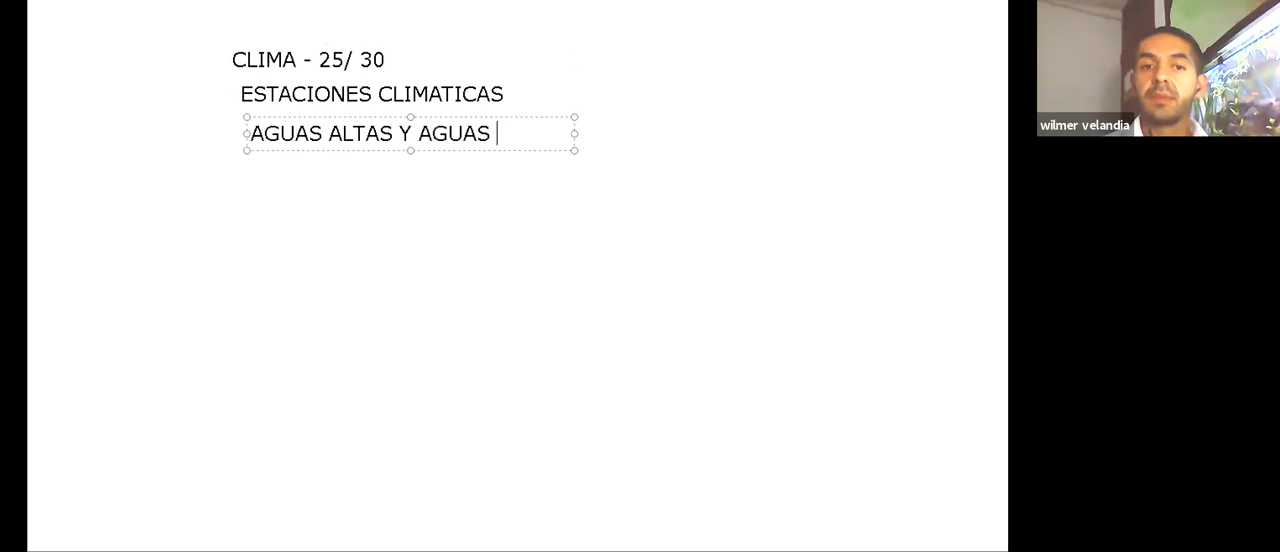 CLIMA - 25/ 30
ESTACIONES CLIMATICAS
AGUAS ALTAS Y AGUAS
wilmer velandia